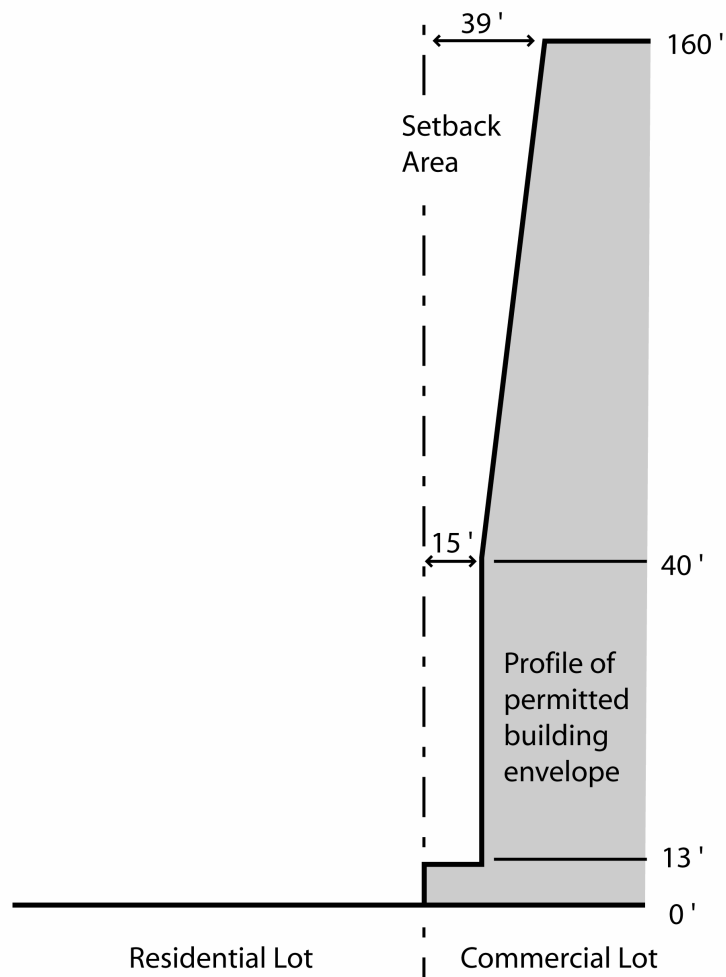 39 '
160 '
Setback
Area
15 '
40 '
Profile of
permitted
building
envelope
13 '
0 '
Residential Lot
Commercial Lot